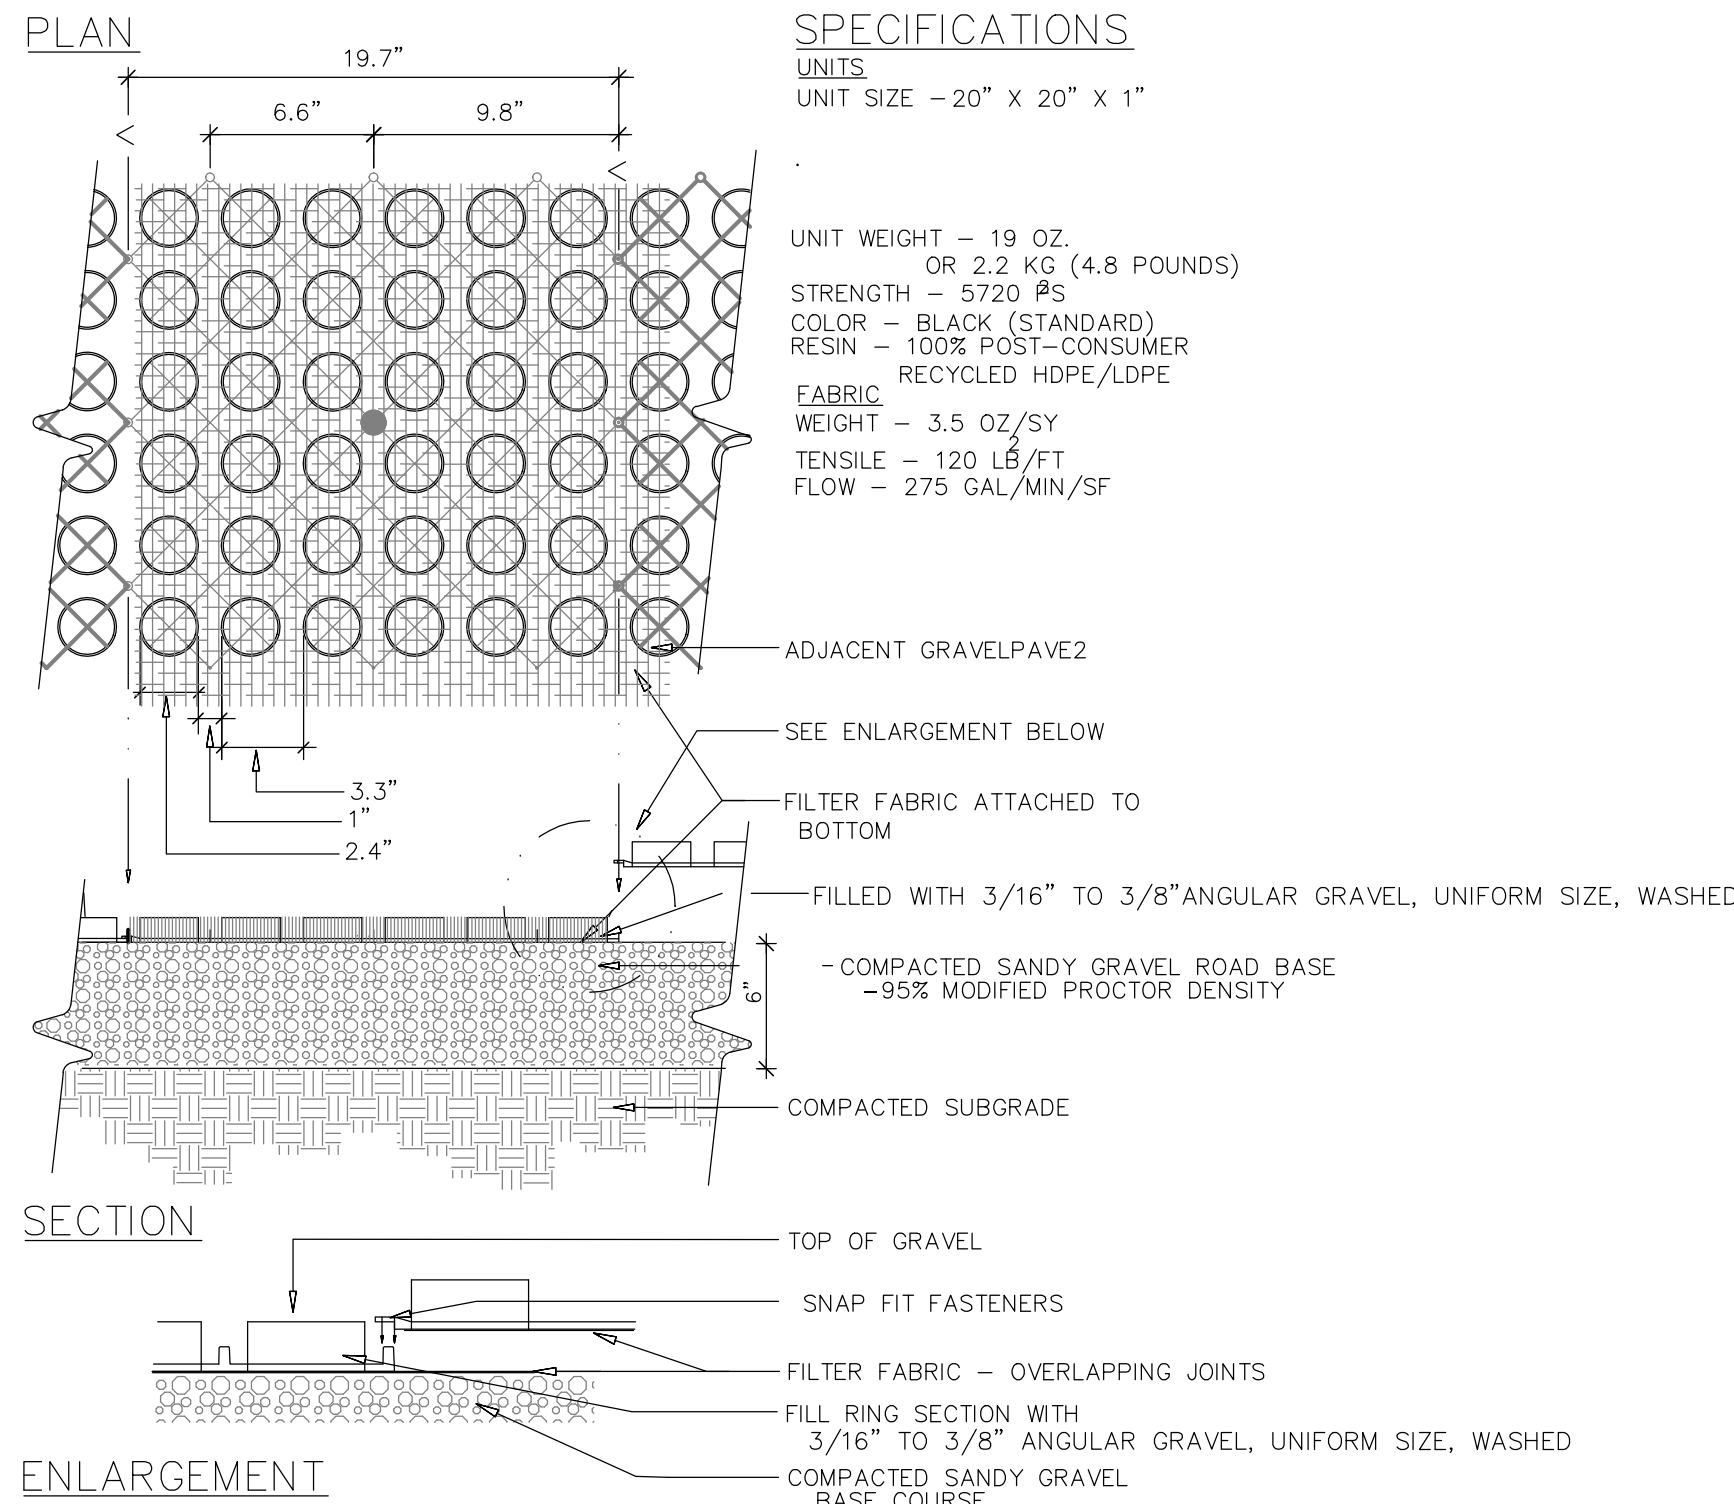 PLAN
19.7”
6.6”
9.8”
SPECIFICATIONS
UNITS
UNIT SIZE – 20” X 20” X 1”
UNIT WEIGHT – 19 OZ.
OR 2.2 KG (4.8 POUNDS)
STRENGTH – 5720 PS
COLOR – BLACK (STANDARD)
RESIN – 100% POST–CONSUMER
RECYCLED HDPE/LDPE
FABRIC
WEIGHT – 3.5 OZ/SY
2
TENSILE – 120 LB/FT
FLOW – 275 GAL/MIN/SF
ADJACENT GRAVELPAVE2
SEE ENLARGEMENT BELOW
FILTER FABRIC ATTACHED TO
BOTTOM
3.3”
1”
2.4”
FILLED WITH 3/16” TO 3/8”ANGULAR GRAVEL, UNIFORM SIZE, WASHED
–COMPACTED SANDY GRAVEL ROAD BASE
–95% MODIFIED PROCTOR DENSITY
6”
COMPACTED SUBGRADE
SECTION
TOP OF GRAVEL
SNAP FIT FASTENERS
FILTER FABRIC – OVERLAPPING JOINTS
FILL RING SECTION WITH
3/16” TO 3/8” ANGULAR GRAVEL, UNIFORM SIZE, WASHED
COMPACTED SANDY GRAVEL
BASE COURSE
ENLARGEMENT